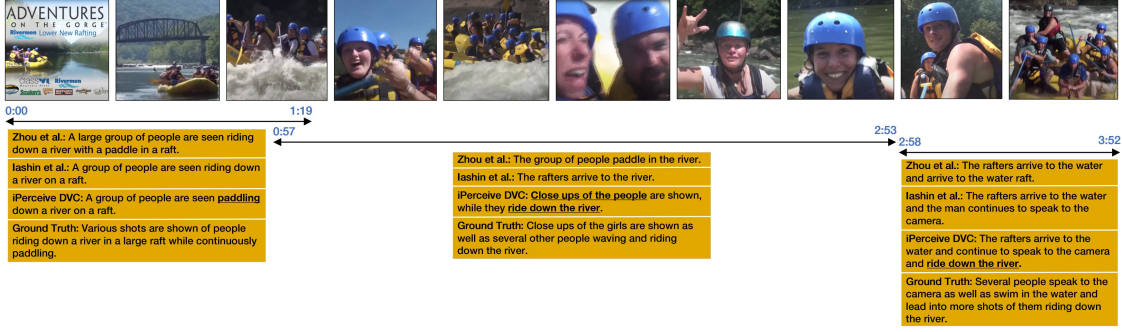 ADVENTURES
ON THE GORGE
Rivermen Lower New Rafting
class VI
Rivermen
Smokey's
0:00
1:19
0:57
2:53
2:58
3:52
Zhou et al.: A large group of people are seen riding
down a river with a paddle in a raft.
Iashin et al.: A group of people are seen riding down
a river on a raft.
iPerceive DVC: A group of people are seen paddling
down a river on a raft.
Ground Truth: Various shots are shown of people
riding down a river in a large raft while continuously
paddling.
Zhou et al.: The group of people paddle in the river.
Iashin et al.: The rafters arrive to the river.
iPerceive DVC: Close ups of the people are shown,
while they ride down the river.
Ground Truth: Close ups of the girls are shown as
well as several other people waving and riding
down the river.
Zhou et al.: The rafters arrive to the water
and arrive to the water raft.
Iashin et al.: The rafters arrive to the water
and the man continues to speak to the
camera.
iPerceive DVC: The rafters arrive to the
water and continue to speak to the camera
and ride down the river.
Ground Truth: Several people speak to the
camera as well as swim in the water and
lead into more shots of them riding down
the river.